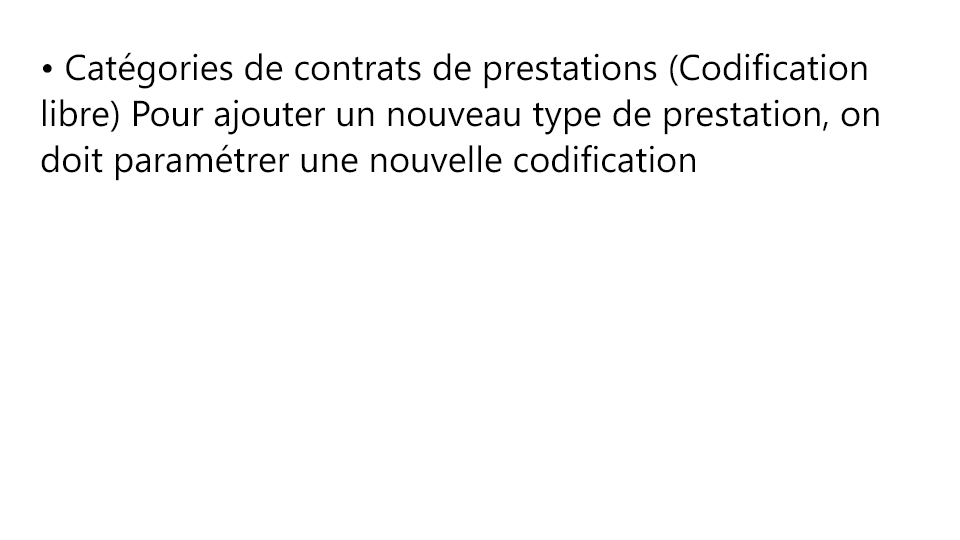 • Catégories de contrats de prestations (Codification
libre) Pour ajouter un nouveau type de prestation, on
doit paramétrer une nouvelle codification